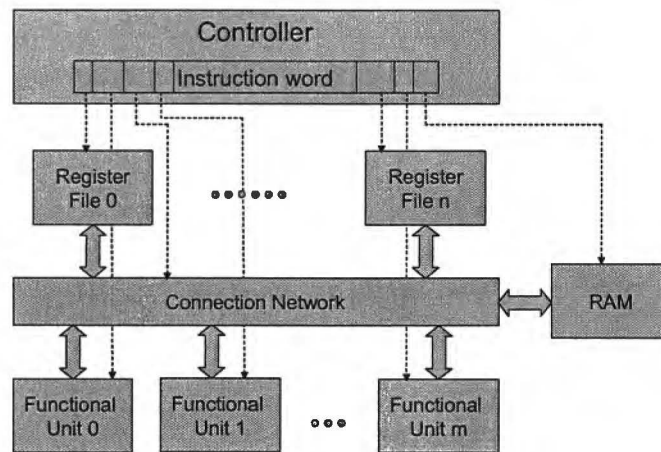 Controller
Instruction word
Register
File 0
Register
File n
Connection Network
RAM
Functional
Unit 0
Functional
Unit 1
Functional
Unit m